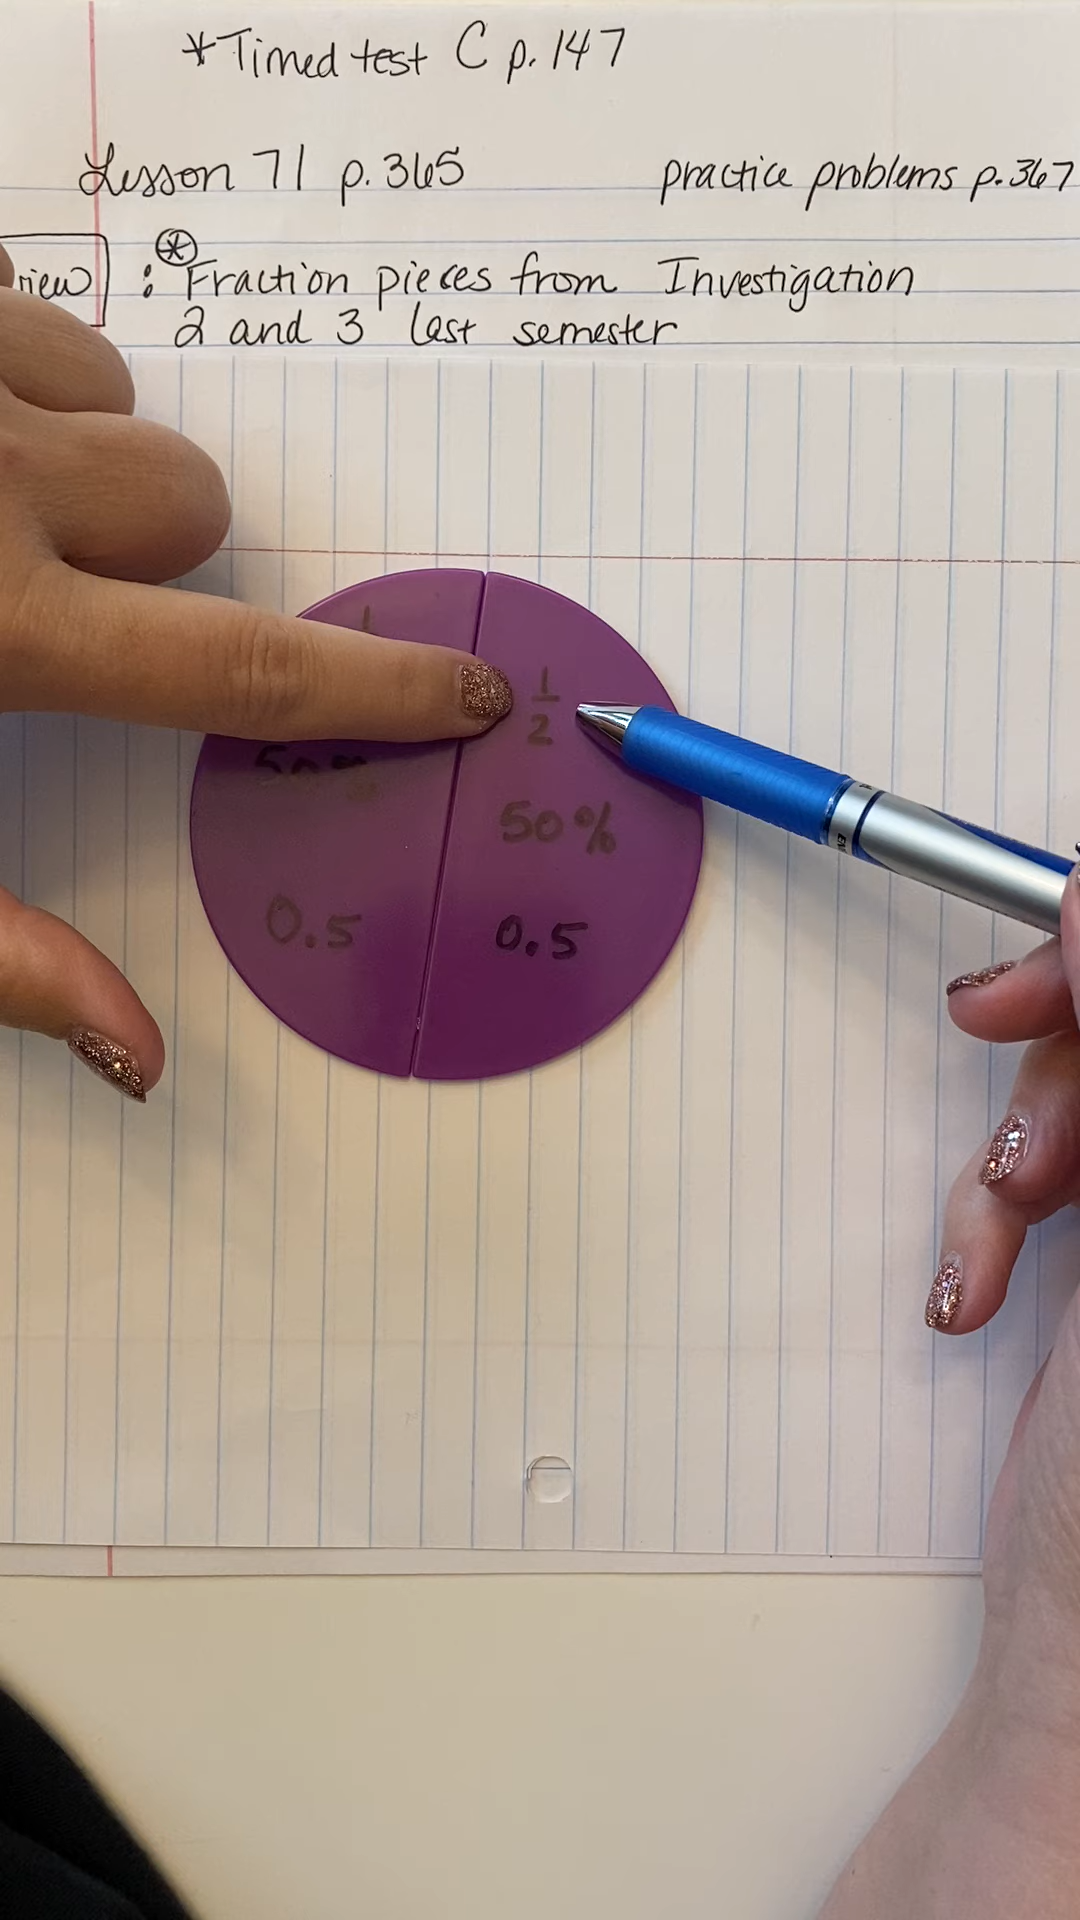 *Timed test C p.147
Lesson 71 p.365
practice problems p.367
: * Fraction pieces from Investigation
2 and 3 last semester
1
2
50%
0.5
0.5